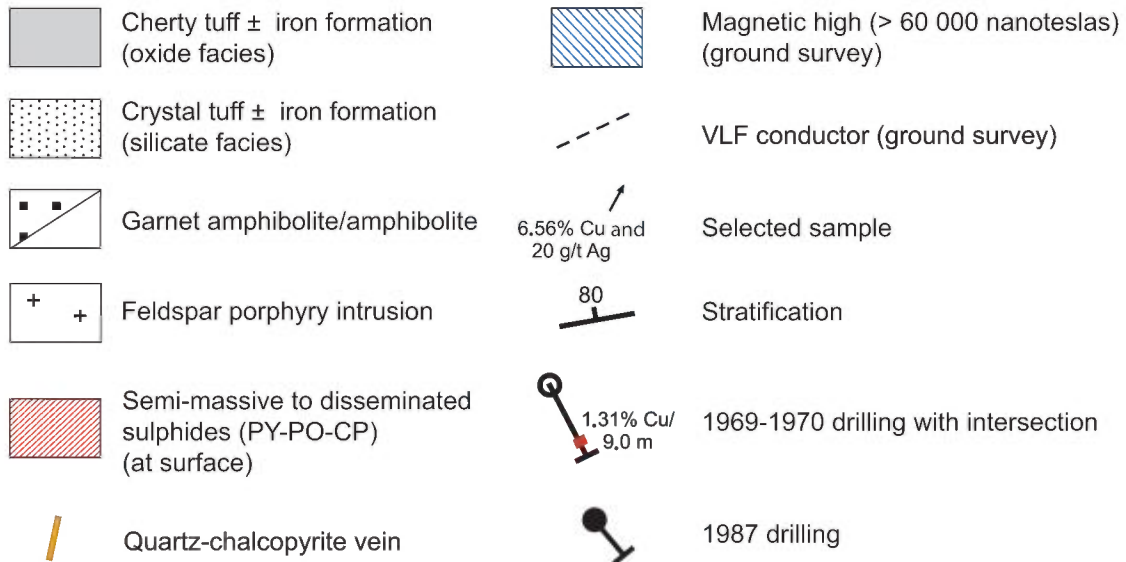 Cherty tuff ± iron formation
(oxide facies)
Crystal tuff ± iron formation
(silicate facies)
Garnet amphibolite/amphibolite
Feldspar porphyry intrusion
Semi-massive to disseminated
sulphides (PY-PO-CP)
(at surface)
Quartz-chalcopyrite vein
Magnetic high (> 60 000 nanoteslas)
(ground survey)
VLF conductor (ground survey)
6.56% Cu and
20 g/t Ag
Selected sample
80
Stratification
1.31% Cu/
9.0 m
1969-1970 drilling with intersection
1987 drilling